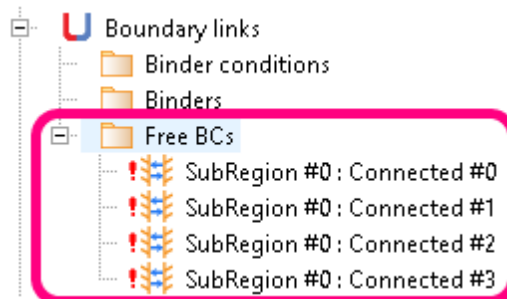 Boundary links
Binder conditions
Binders
Free BCs
SubRegion #0 : Connected #0
SubRegion #0 : Connected #1
SubRegion #0 : Connected #2
SubRegion #0 : Connected #3